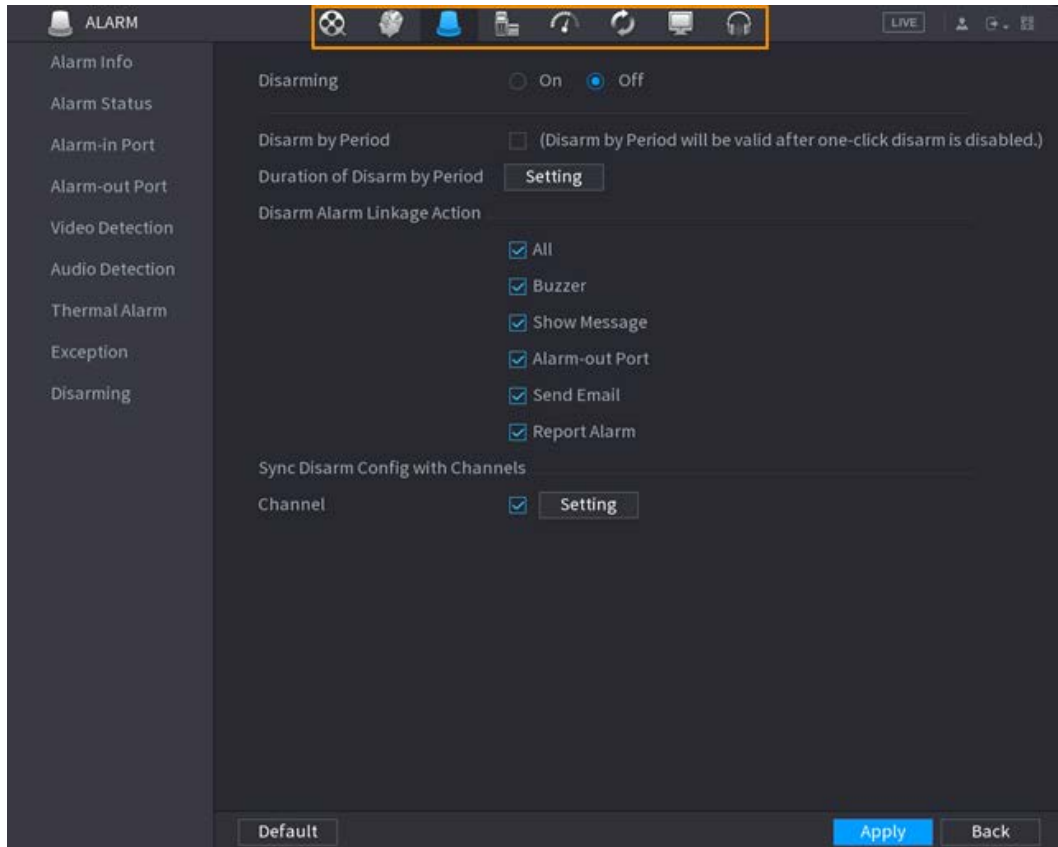 ALARM
LIVE
Alarm Info
Alarm Status
Alarm-in Port
Alarm-out Port
Video Detection
Audio Detection
Thermal Alarm
Exception
Disarming
Disarming On Off
Disarm by Period (Disarm by Period will be valid after one-click disarm is disabled.)
Duration of Disarm by Period Setting
Disarm Alarm Linkage Action
All
Buzzer
Show Message
Alarm-out Port
Send Email
Report Alarm
Sync Disarm Config with Channels
Channel Setting
Default Apply Back